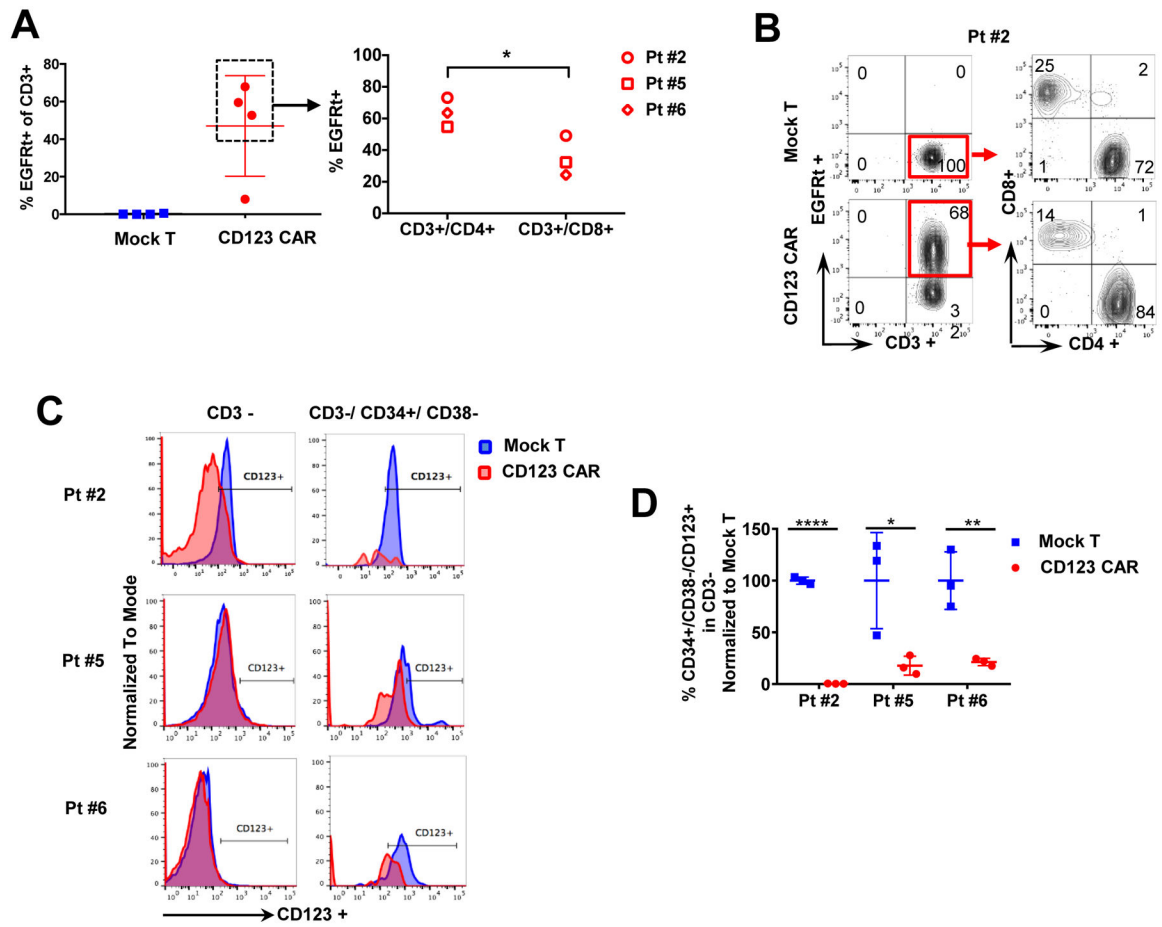 A
% EGFRt+ of CD3+
80
60
40
20
0
Mock T
CD123 CAR
% EGFRt+
100
80
60
40
20
0
*
CD3+/CD4+
CD3+/CD8+
Pt #2
Pt #5
Pt #6
B
Pt #2
Mock T
CD123 CAR
EGFRt +
CD8+
0
0
0
100
25
2
1
72
0
68
0
3
2
14
1
0
84
CD3 +
CD4 +
C
CD3 -
CD3-/ CD34+/ CD38-
Mock T
CD123 CAR
Pt #2
CD123+
CD123+
Pt #5
CD123+
CD123+
Pt #6
CD123+
CD123+
Normalized To Mode
CD123 +
D
% CD34+/CD38-/CD123+
in CD3-
Normalized to Mock T
150
100
50
0
****
*
**
Pt #2
Pt #5
Pt #6
Mock T
CD123 CAR